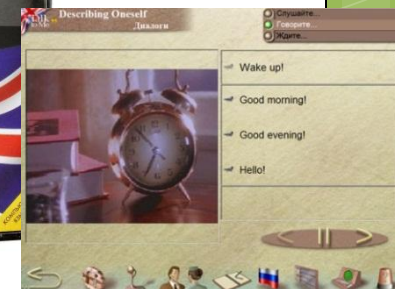 Describing Oneself
Диалоги
Слушайте...
Говорите...
Ждите...
Wake up!
Good morning!
Good evening!
Hello!